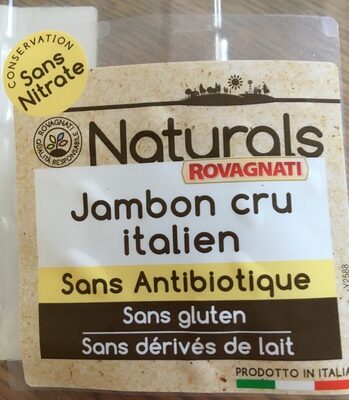 CONSERVATION
Sans
Nitrate
ROVAGNATI
QUALITÀ RESPONSABILE
Naturals
ROVAGNATI
Jambon cru
italien
Sans Antibiotique
Sans gluten
Sans dérivés de lait
PRODOTTO IN ITALIA
V2588